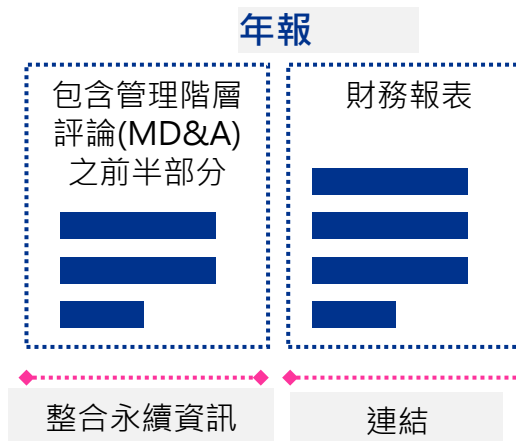 年報
包含管理階層
評論(MD&A)
之前半部分
財務報表
整合永續資訊
連結